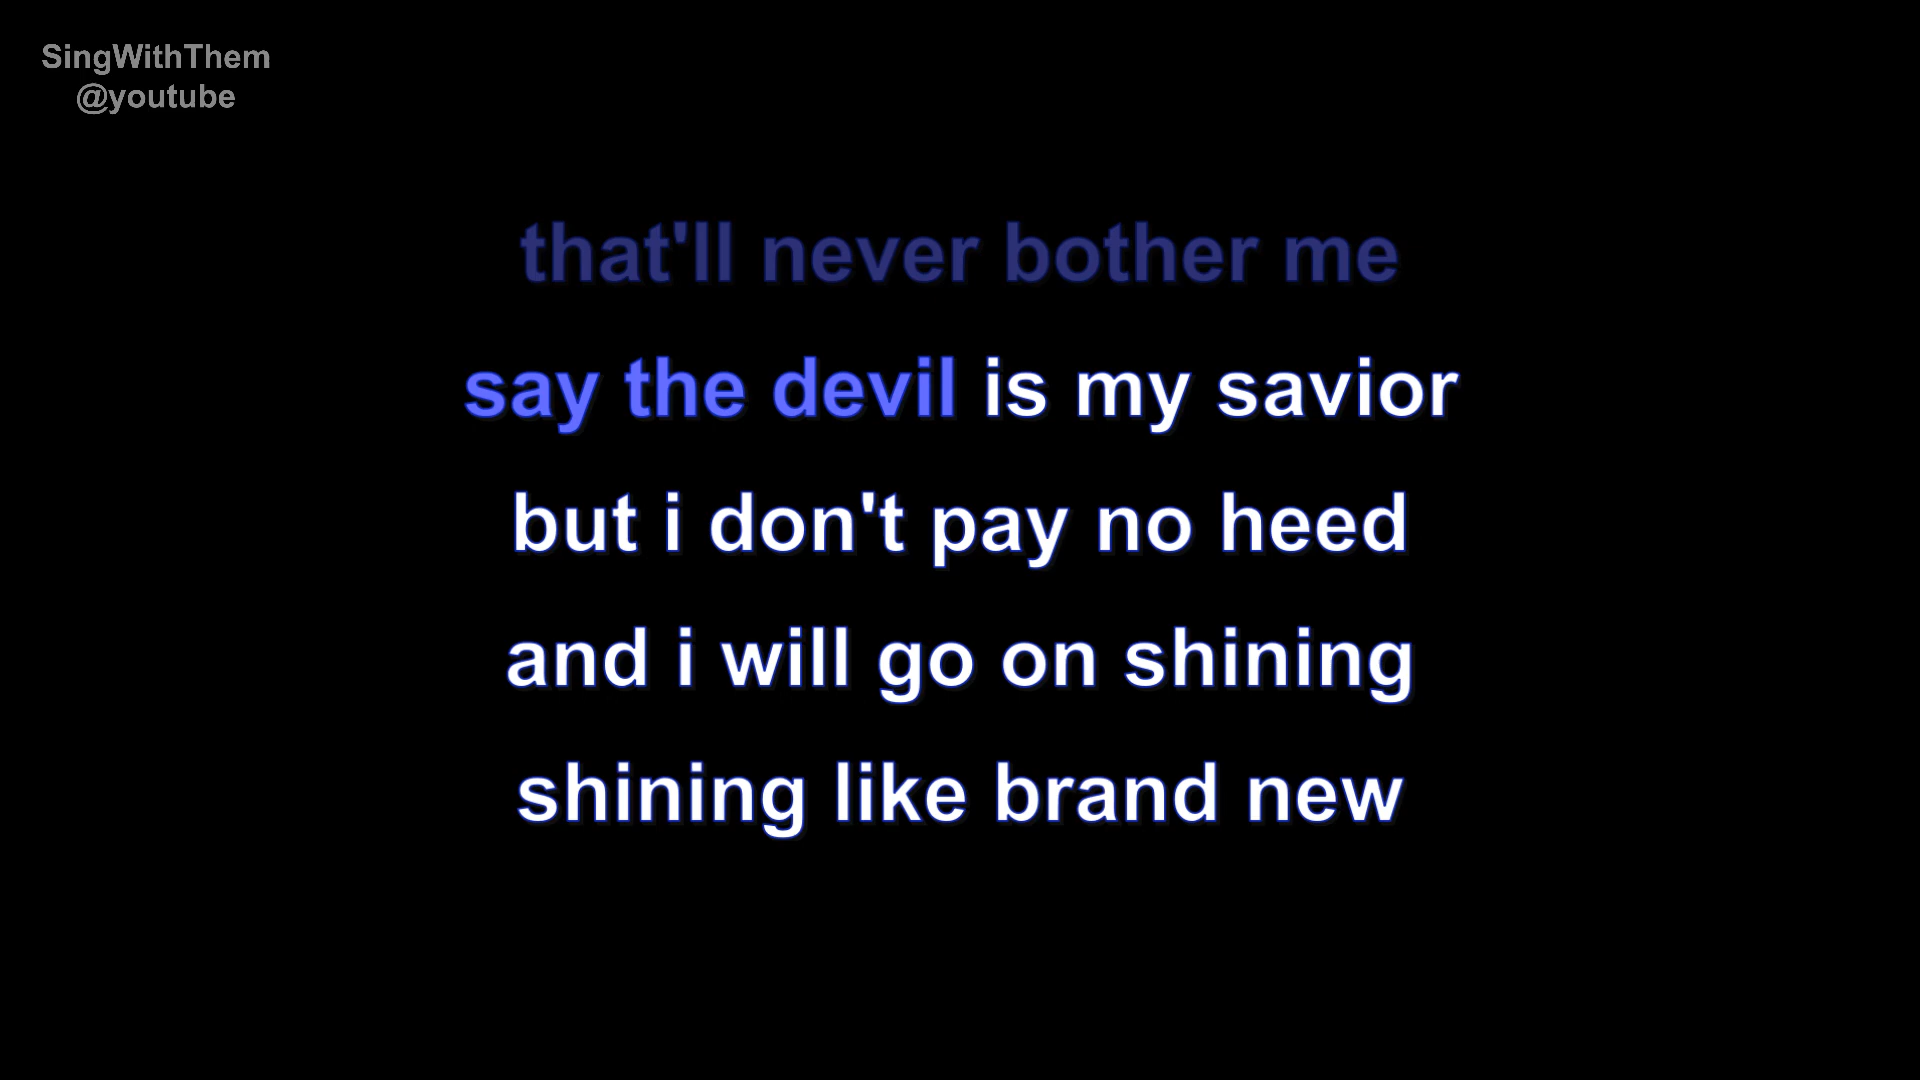 SingWithThem
@youtube
that'll never bother me
say the devil is my savior
but i don't pay no heed
and i will go on shining
shining like brand new